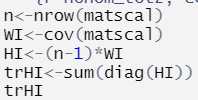 n<-nrow(matscal)
WI<-cov(matscal)
HI<-(n-1)*WI
trHI<-sum(diag(HI))
trHI